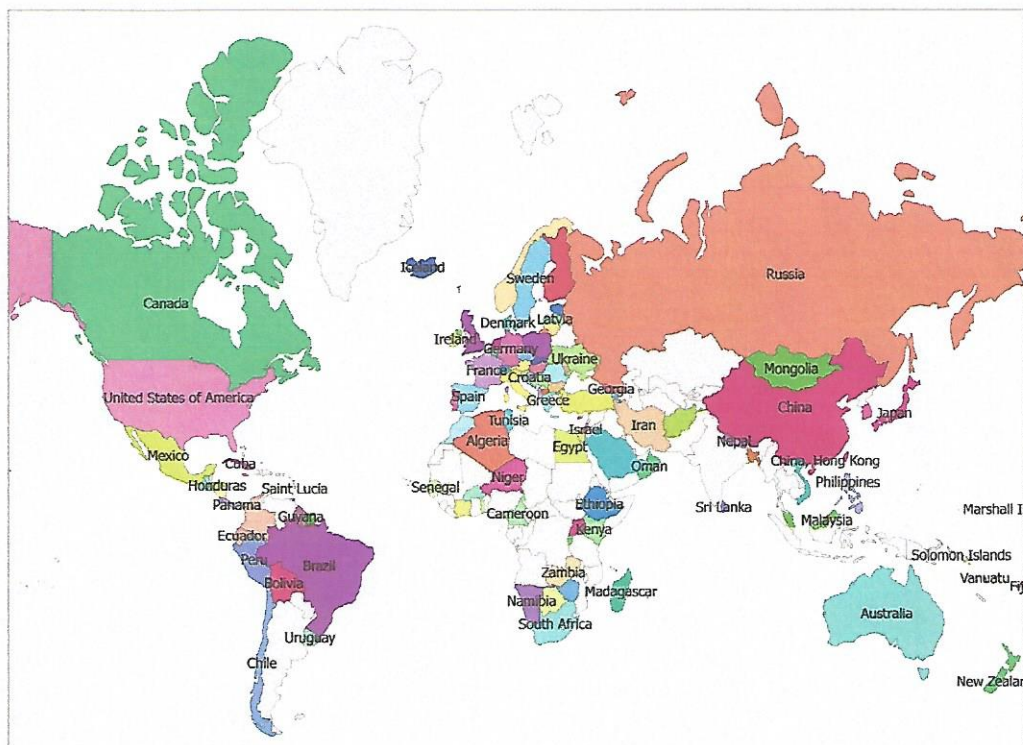 Iceland
Sweden
Russia
Canada
Denmark
Latvia
Ireland
Germany
Ukraine
France
Croatia
Mongolia
Georgia
United States of America
Spain
Greece
China
Japan
Tunisia
Israel
Iran
Algeria
Egypt
Nepal
Mexico
Cuba
Oman
China, Hong Kong
Niger
Honduras
Senegal
Philippines
Saint Lucia
Ethiopia
Sri Lanka
Panama
Guyana
Cameroon
Marshall I
Malaysia
Ecuador
Kenya
Peru
Brazil
Solomon Islands
Zambia
Bolivia
Vanuatu
Fij
Madagascar
Namibia
Australia
South Africa
Uruguay
Chile
New Zealan